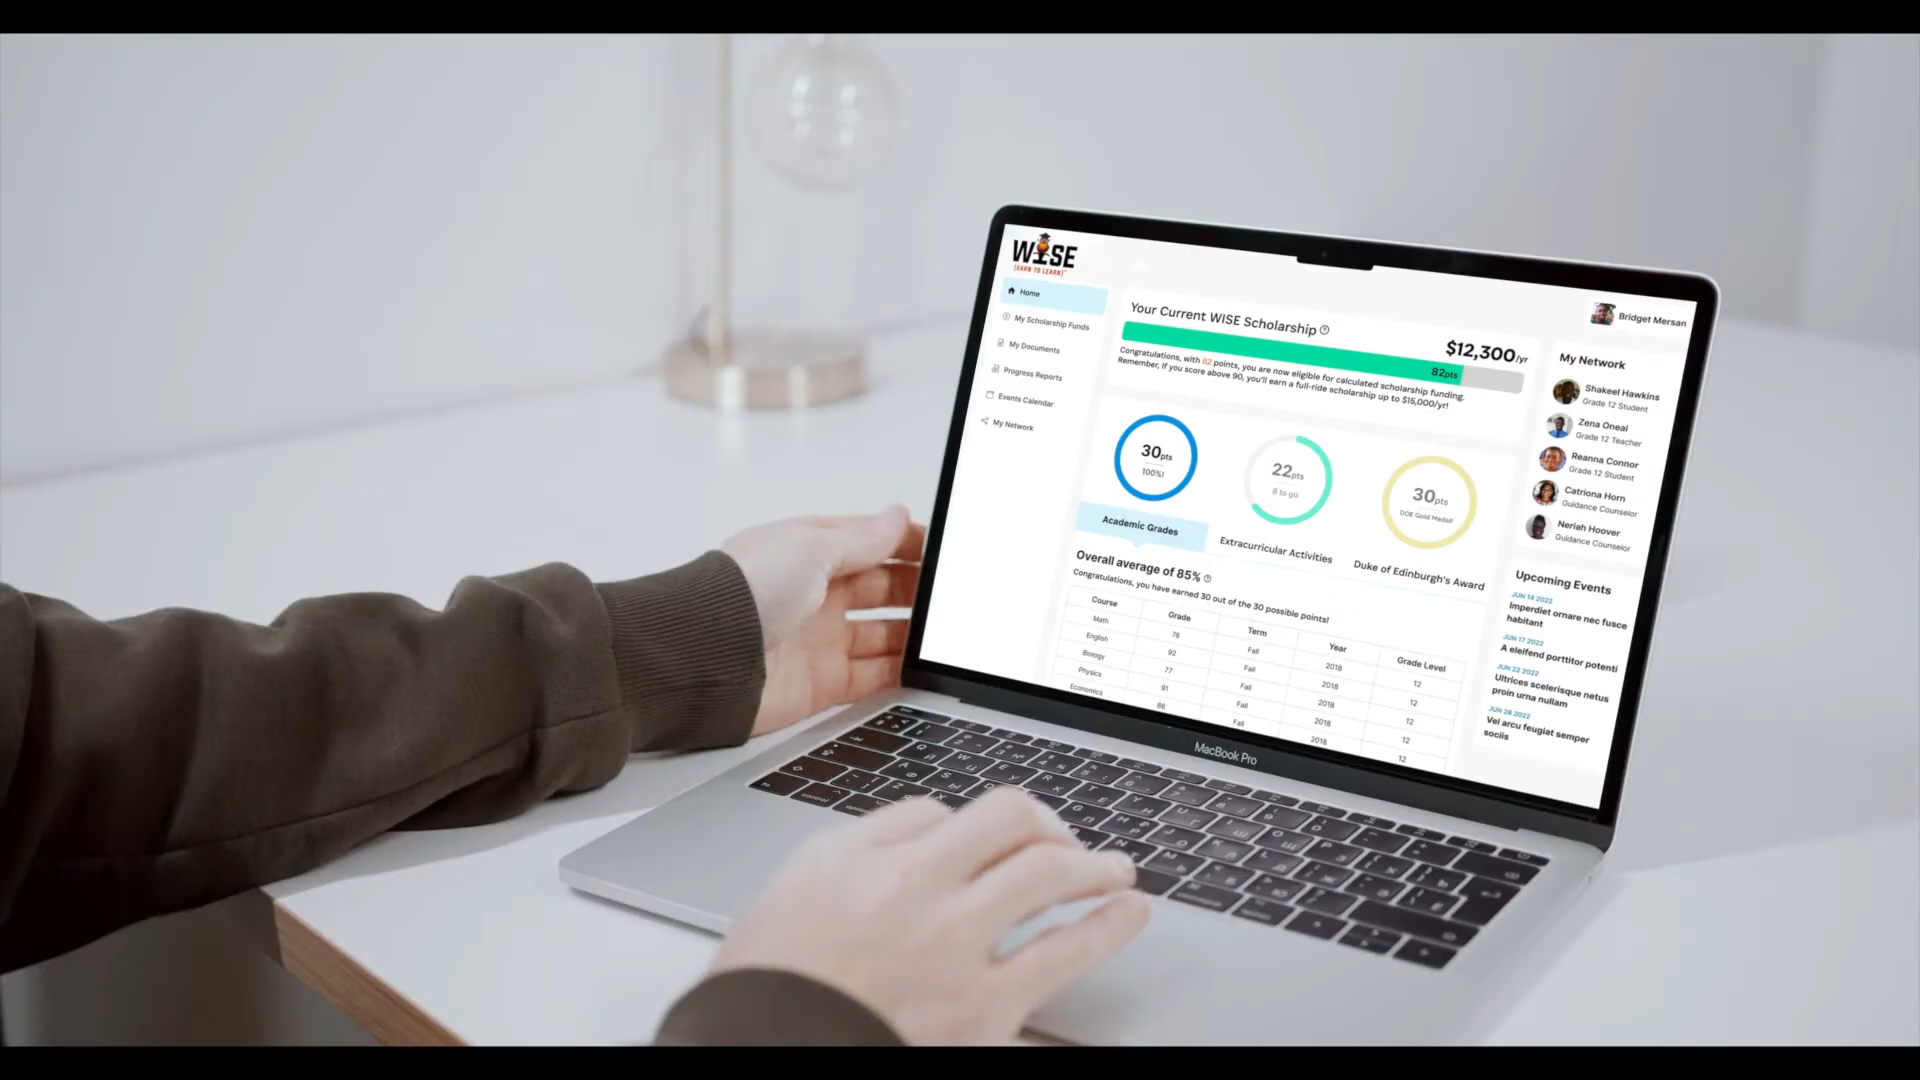 WISE
[EARN TO LEARN]
Home
My Scholarship Funds
My Documents
Progress Reports
Events Calendar
My Network
Bridget Mersan
Your Current WISE Scholarship
$12,300/yr
82pts
Congratulations, with 82 points, you are now eligible for calculated scholarship funding.
Remember, if you score above 90, you'll earn a full-ride scholarship up to $15,000/yr!
30pts
100%!
22pts
8 to go
30pts
DOE Gold Medal!
Academic Grades
Extracurricular Activities
Duke of Edinburgh's Award
Overall average of 85%
Congratulations, you have earned 30 out of the 30 possible points!
Course Grade Term Year Grade Level
Math 78 Fall 2018 12
English 92 Fall 2018 12
Biology 77 Fall 2018 12
Physics 91 Fall 2018 12
Economics 86 Fall 2018 12
My Network
Shakeel Hawkins
Grade 12 Student
Zena Oneal
Grade 12 Teacher
Reanna Connor
Grade 12 Student
Catriona Horn
Guidance Counselor
Neriah Hoover
Guidance Counselor
Upcoming Events
JUN 14 2022
Imperdiet ornare nec fusce
habitant
JUN 17 2022
A eleifend porttitor potenti
JUN 22 2022
Ultrices scelerisque netus
proin urna nullam
JUN 28 2022
Vel arcu feugiat semper
sociis
MacBook Pro